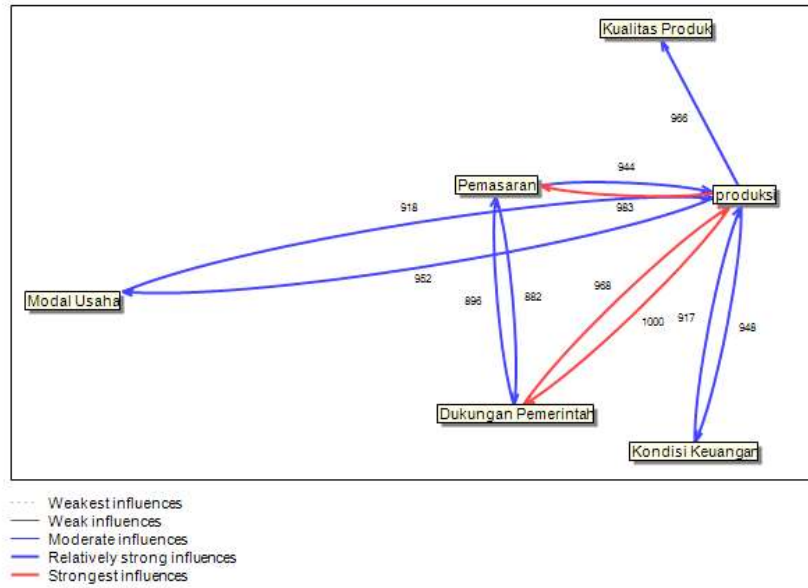 Kualitas Produk
966
Pemasaran
944
produksi
918
983
952
Modal Usaha
896
882
968
1000
917
948
Dukungan Pemerintah
Kondisi Keuangan
Weakest influences
Weak influences
Moderate influences
Relatively strong influences
Strongest influences